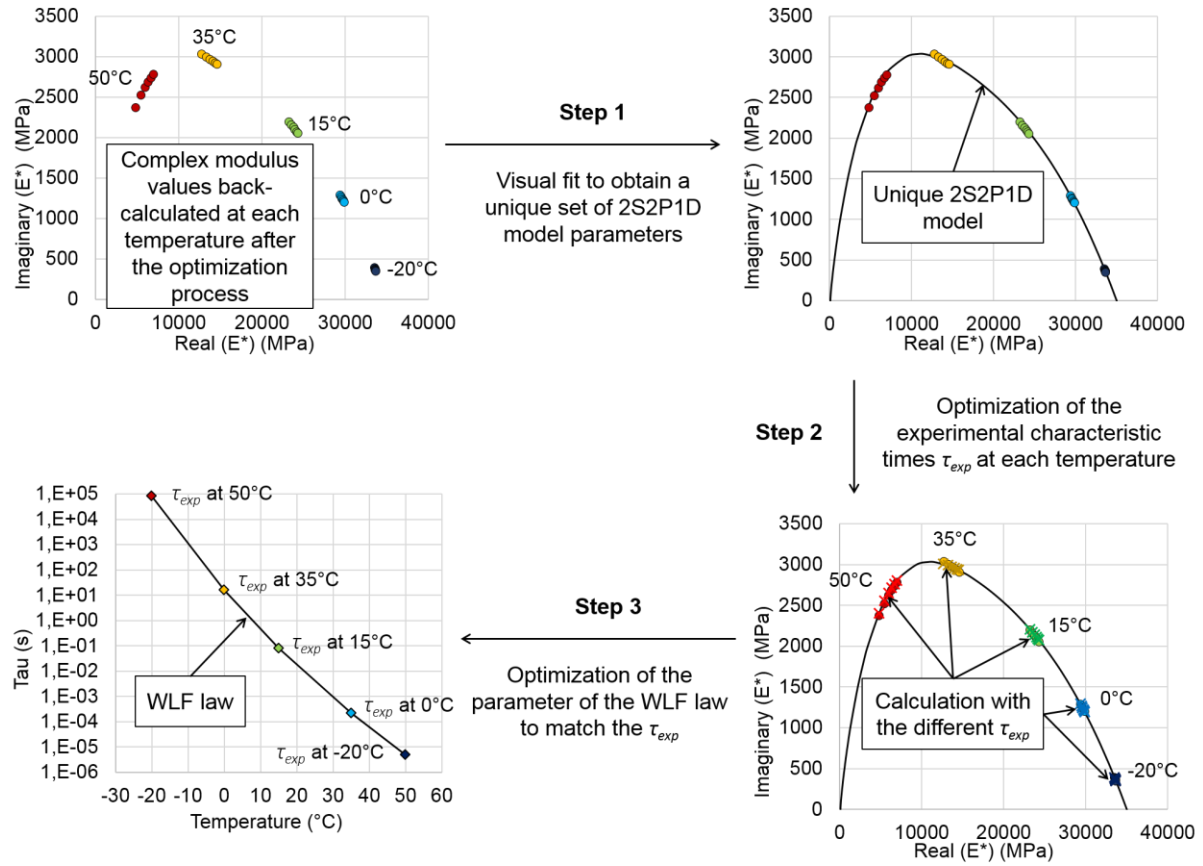 3500
3000
2500
2000
1500
1000
500
0
Imaginary (E*) (MPa)
50°C
35°C
15°C
0°C
-20°C
Complex modulus
values back-
calculated at each
temperature after
the optimization
process
0 10000 20000 30000 40000
Real (E*) (MPa)
Step 1
Visual fit to obtain a
unique set of 2S2P1D
model parameters
3500
3000
2500
2000
1500
1000
500
0
Imaginary (E*) (MPa)
Unique 2S2P1D
model
0 10000 20000 30000 40000
Real (E*) (MPa)
Step 2
Optimization of the
experimental characteristic
times τexp at each temperature
3500
3000
2500
2000
1500
1000
500
0
Imaginary (E*) (MPa)
35°C
50°C
15°C
0°C
-20°C
Calculation with
the different τexp
0 10000 20000 30000 40000
Real (E*) (MPa)
Step 3
Optimization of the
parameter of the WLF law
to match the τexp
1,E+05
1,E+04
1,E+03
1,E+02
1,E+01
1,E+00
1,E-01
1,E-02
1,E-03
1,E-04
1,E-05
1,E-06
Tau (s)
τexp at 50°C
τexp at 35°C
τexp at 15°C
τexp at 0°C
τexp at -20°C
WLF law
-30 -20 -10 0 10 20 30 40 50 60
Temperature (°C)